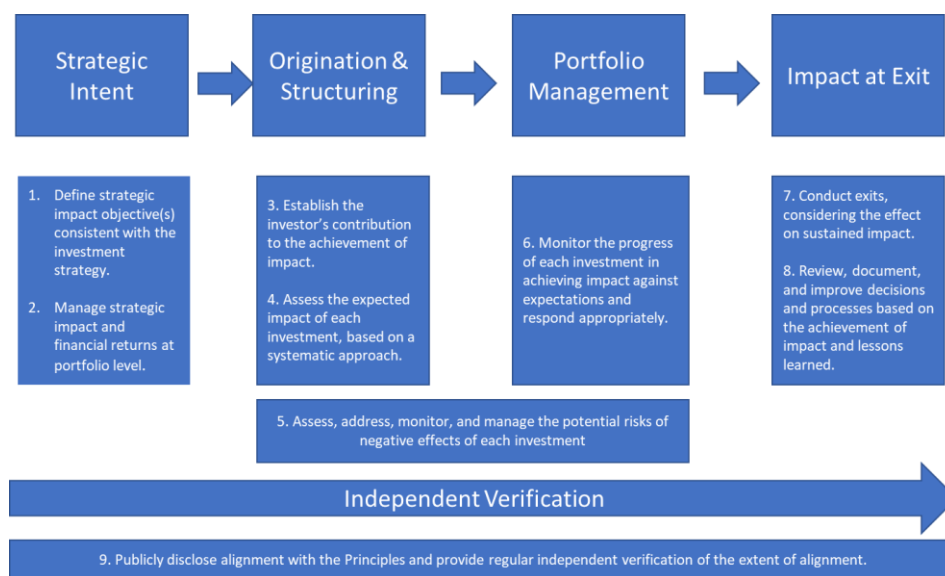 Strategic
Intent
Origination &
Structuring
Portfolio
Management
Impact at Exit
1. Define strategic
impact objective(s)
consistent with the
investment
strategy.
2. Manage strategic
impact and
financial returns at
portfolio level.
3. Establish the
investor's contribution
to the achievement of
impact.
4. Assess the expected
impact of each
investment, based on a
systematic approach.
6. Monitor the progress
of each investment in
achieving impact against
expectations and
respond appropriately.
7. Conduct exits,
considering the effect
on sustained impact.
8. Review, document,
and improve decisions
and processes based on
the achievement of
impact and lessons
learned.
5. Assess, address, monitor, and manage the potential risks of
negative effects of each investment
Independent Verification
9. Publicly disclose alignment with the Principles and provide regular independent verification of the extent of alignment.